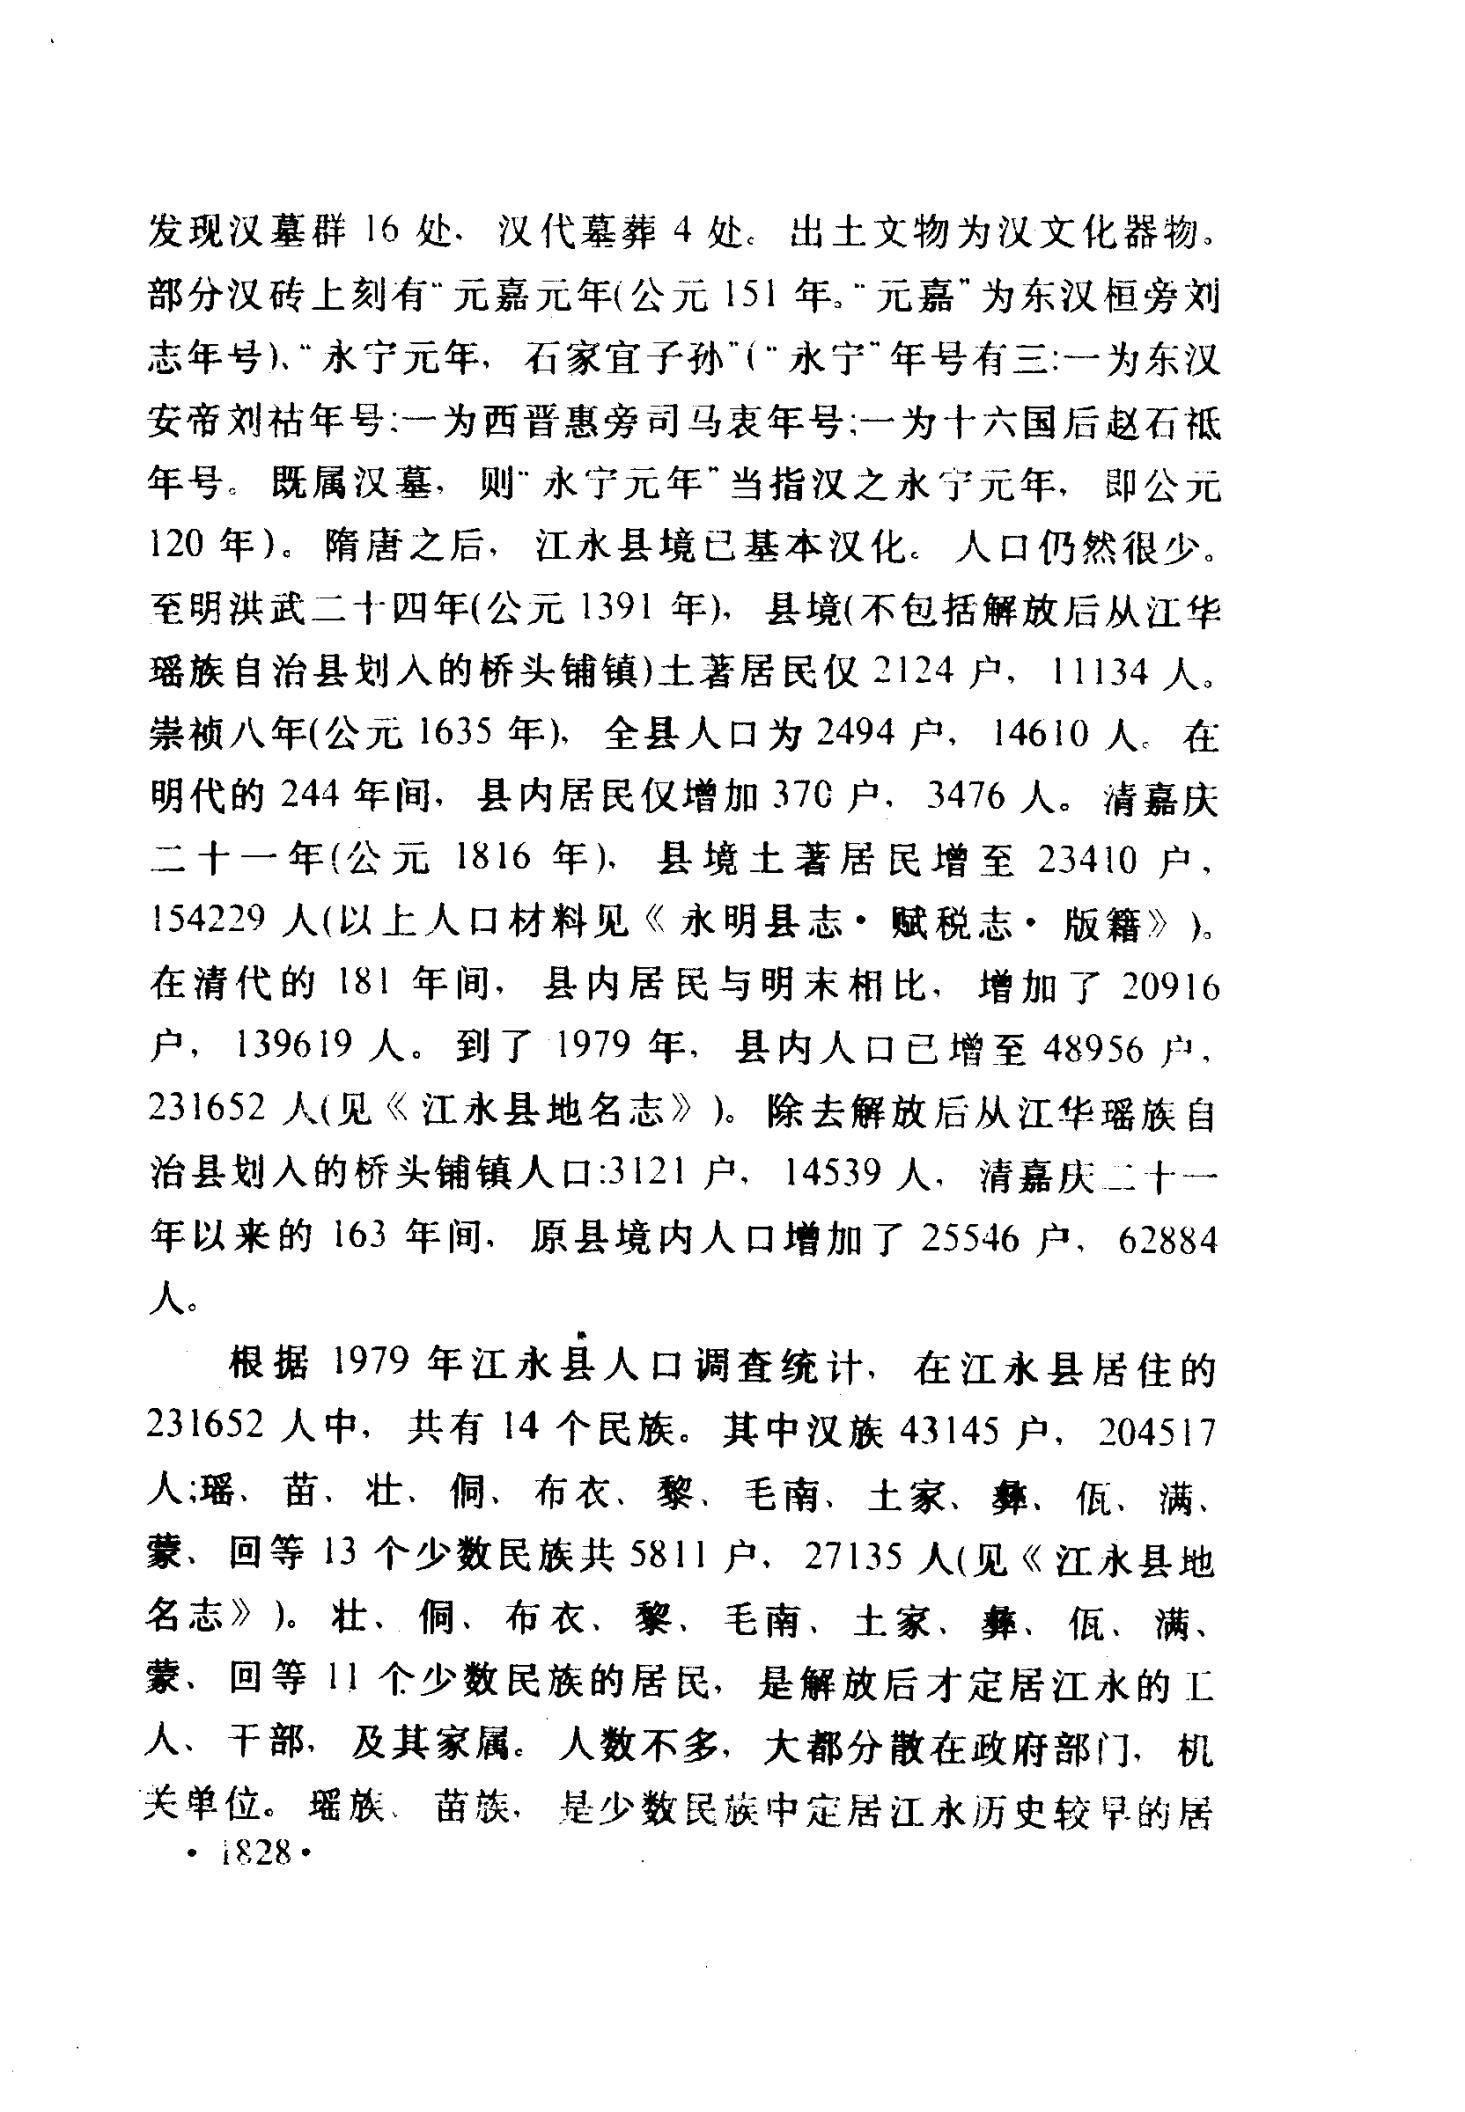 发现汉墓群 16 处，汉代墓葬 4 处。出土文物为汉文化器物。
部分汉砖上刻有“元嘉元年(公元 151 年。“元嘉”为东汉桓旁刘
志年号)、“永宁元年，石家宜子孙”(“永宁”年号有三:一为东汉
安帝刘祜年号;一为西晋惠旁司马衷年号;一为十六国后赵石祗
年号。既属汉墓，则“永宁元年”当指汉之永宁元年，即公元
120 年)。隋唐之后，江永县境已基本汉化。人口仍然很少。
至明洪武二十四年(公元 1391 年)，县境(不包括解放后从江华
瑶族自治县划入的桥头铺镇)土著居民仅 2124 户，11134 人。
崇祯八年(公元 1635 年)，全县人口为 2494 户，14610 人。在
明代的 244 年间，县内居民仅增加 370 户，3476 人。清嘉庆
二十一年(公元 1816 年)，县境土著居民增至 23410 户，
154229 人(以上人口材料见《永明县志·赋税志·版籍》)。
在清代的 181 年间，县内居民与明末相比，增加了 20916
户，139619 人。到了 1979 年，县内人口已增至 48956 户，
231652 人(见《江永县地名志》)。除去解放后从江华瑶族自
治县划入的桥头铺镇人口:3121 户，14539 人，清嘉庆二十一
年以来的 163 年间，原县境内人口增加了 25546 户，62884
人。
根据 1979 年江永县人口调查统计，在江永县居住的
231652 人中，共有 14 个民族。其中汉族 43145 户，204517
人;瑶、苗、壮、侗、布衣、黎、毛南、土家、彝、佤、满、
蒙、回等 13 个少数民族共 5811 户，27135 人(见《江永县地
名志》)。壮、侗、布衣、黎、毛南、土家、彝、佤、满、
蒙、回等 11 个少数民族的居民，是解放后才定居江永的工
人、干部，及其家属。人数不多，大都分散在政府部门，机
关单位。瑶族、苗族，是少数民族中定居江永历史较早的居
·1828·